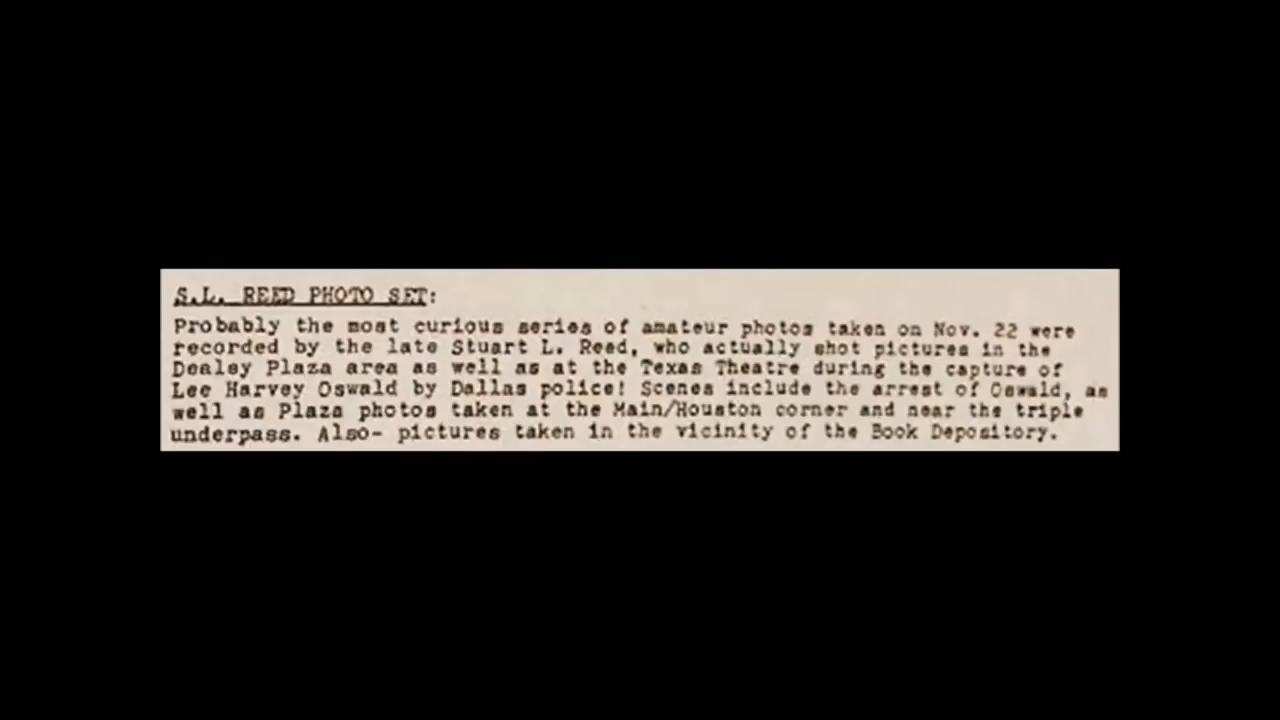 S.L. REED PHOTO SET:
Probably the most curious series of amateur photos taken on Nov. 22 were
recorded by the late Stuart L. Reed, who actually shot pictures in the
Dealey Plaza area as well as at the Texas Theatre during the capture of
Lee Harvey Oswald by Dallas police! Scenes include the arrest of Oswald, as
well as Plaza photos taken at the Main/Houston corner and near the triple
underpass. Also- pictures taken in the vicinity of the Book Depository.